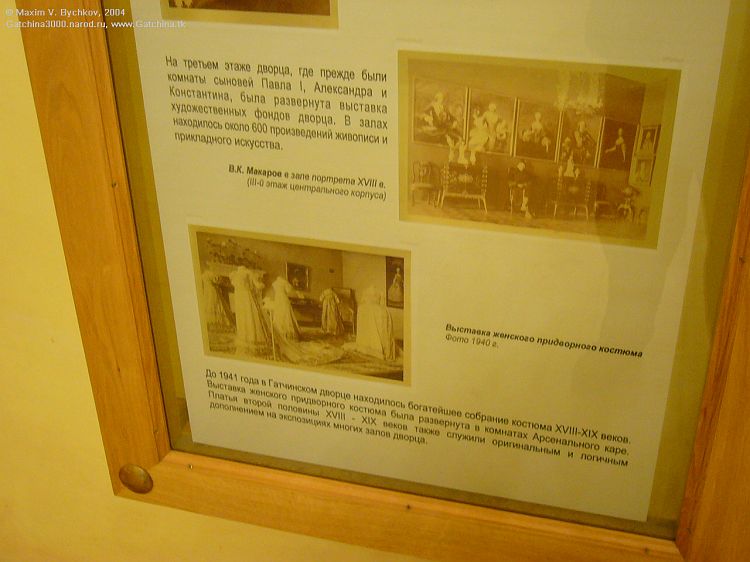 © Maxim V. Bychkov, 2004
Gatchina3000.narod.ru, www.Gatchina.tk
На третьем этаже дворца, где прежде были
комнаты сыновей Павла I, Александра и
Константина, была развернута выставка
художественных фондов дворца. В залах
находилось около 600 произведений живописи и
прикладного искусства.
В.К. Макаров в зале портрета XVIII в.
(III-й этаж центрального корпуса)
Выставка женского придворного костюма
Фото 1940 г.
До 1941 года в Гатчинском дворце находилось богатейшее собрание костюма XVIII-XIX веков.
Выставка женского придворного костюма была развернута в комнатах Арсенального каре.
Платья второй половины XVIII - XIX веков также служили оригинальным и логичным
дополнением на экспозициях многих залов дворца.